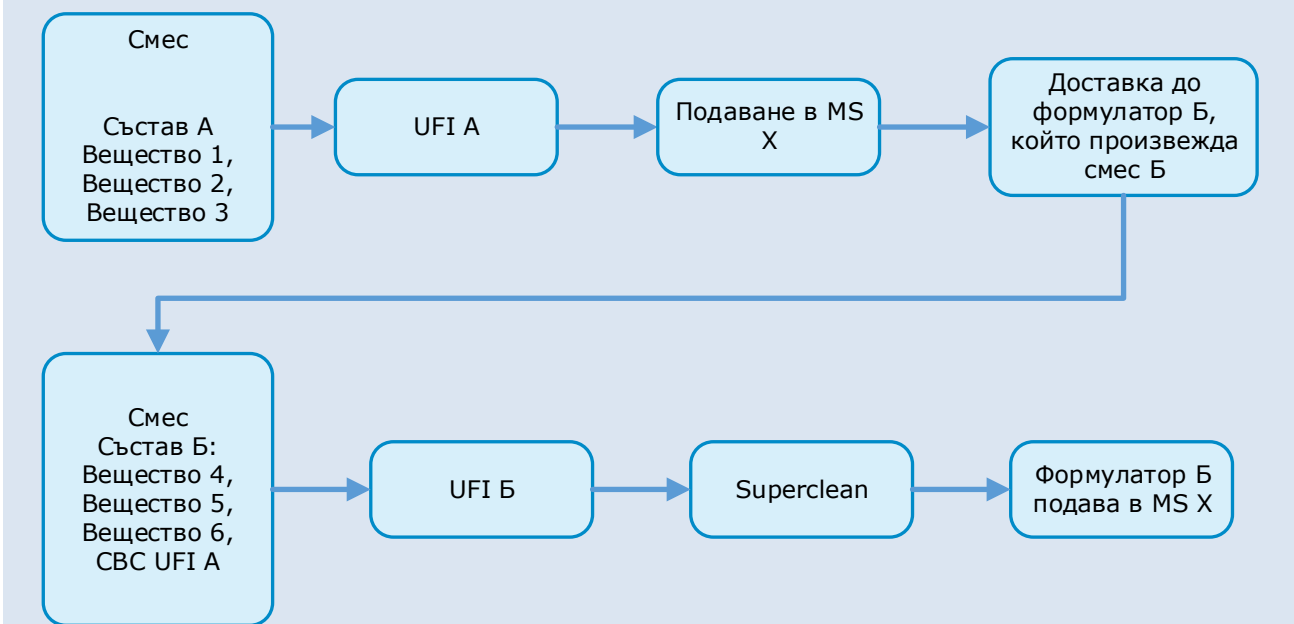 Смес
Състав А
Вещество 1,
Вещество 2,
Вещество 3
UFI А
Подаване в MS
X
Доставка до
формулатор Б,
който произвежда
смес Б
Смес
Състав Б:
Вещество 4,
Вещество 5,
Вещество 6,
СВС UFI А
UFI Б
Superclean
Формулатор Б
подава в MS X